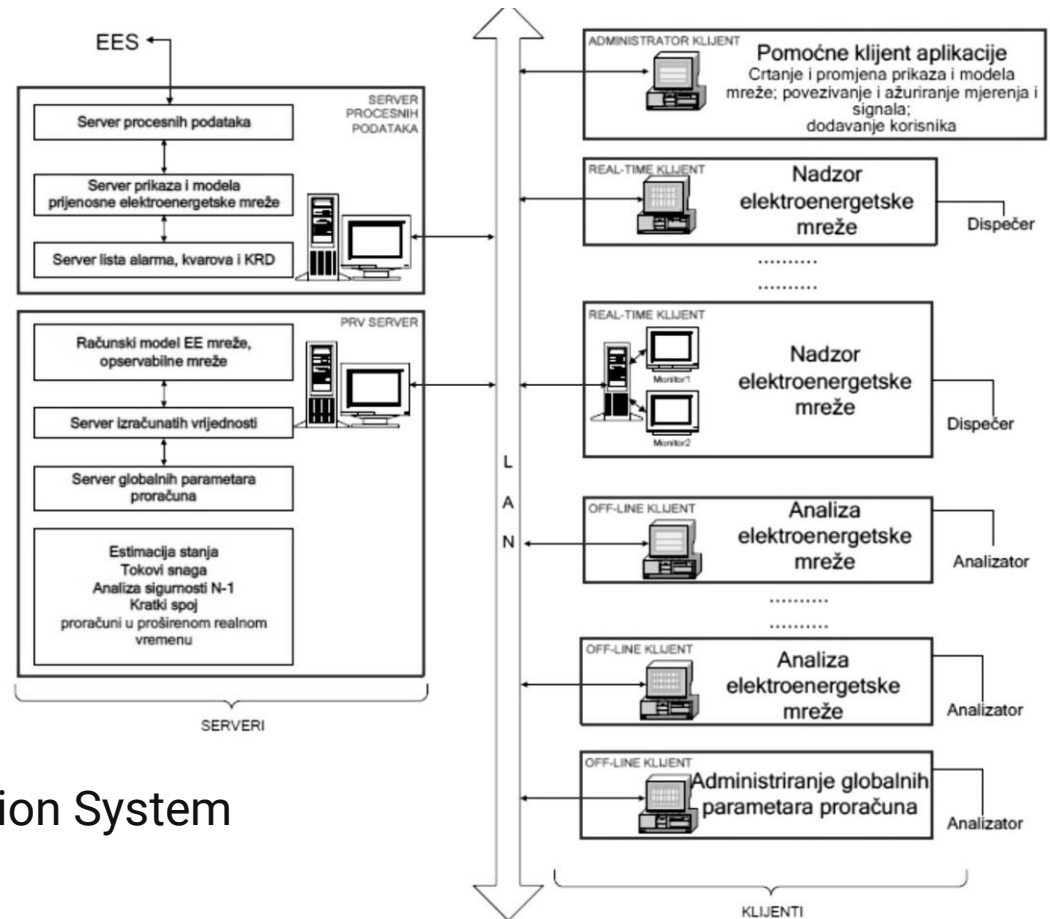 EES
SERVER
PROCESNIH
PODATAKA
Server procesnih podataka
Server prikaza i modela
prijenosne elektroenergetske mreže
Server lista alarma, kvarova i KRD
PRV SERVER
Računski model EE mreže,
opservabilne mreže
Server izračunatih vrijednosti
Server globalnih parametara
proračuna
Estimacija stanja
Tokovi snaga
Analiza sigurnosti N-1
Kratki spoj
proračuni u proširenom realnom
vremenu
SERVERI
ion System
L
A
N
ADMINISTRATOR KLIJENT
Pomoćne klijent aplikacije
Crtanje i promjena prikaza i modela
mreže; povezivanje i ažuriranje mjerenja i
signala;
dodavanje korisnika
REAL-TIME KLIJENT
Nadzor
elektroenergetske
mreže
Dispečer
..........
..........
REAL-TIME KLIJENT
Monitor1
Monitor2
Nadzor
elektroenergetske
mreže
Dispečer
OFF-LINE KLIJENT
Analiza
elektroenergetske
mreže
Analizator
..........
..........
OFF-LINE KLIJENT
Analiza
elektroenergetske
mreže
Analizator
OFF-LINE KLIJENT
Administriranje globalnih
parametara proračuna
Analizator
KLIJENTI